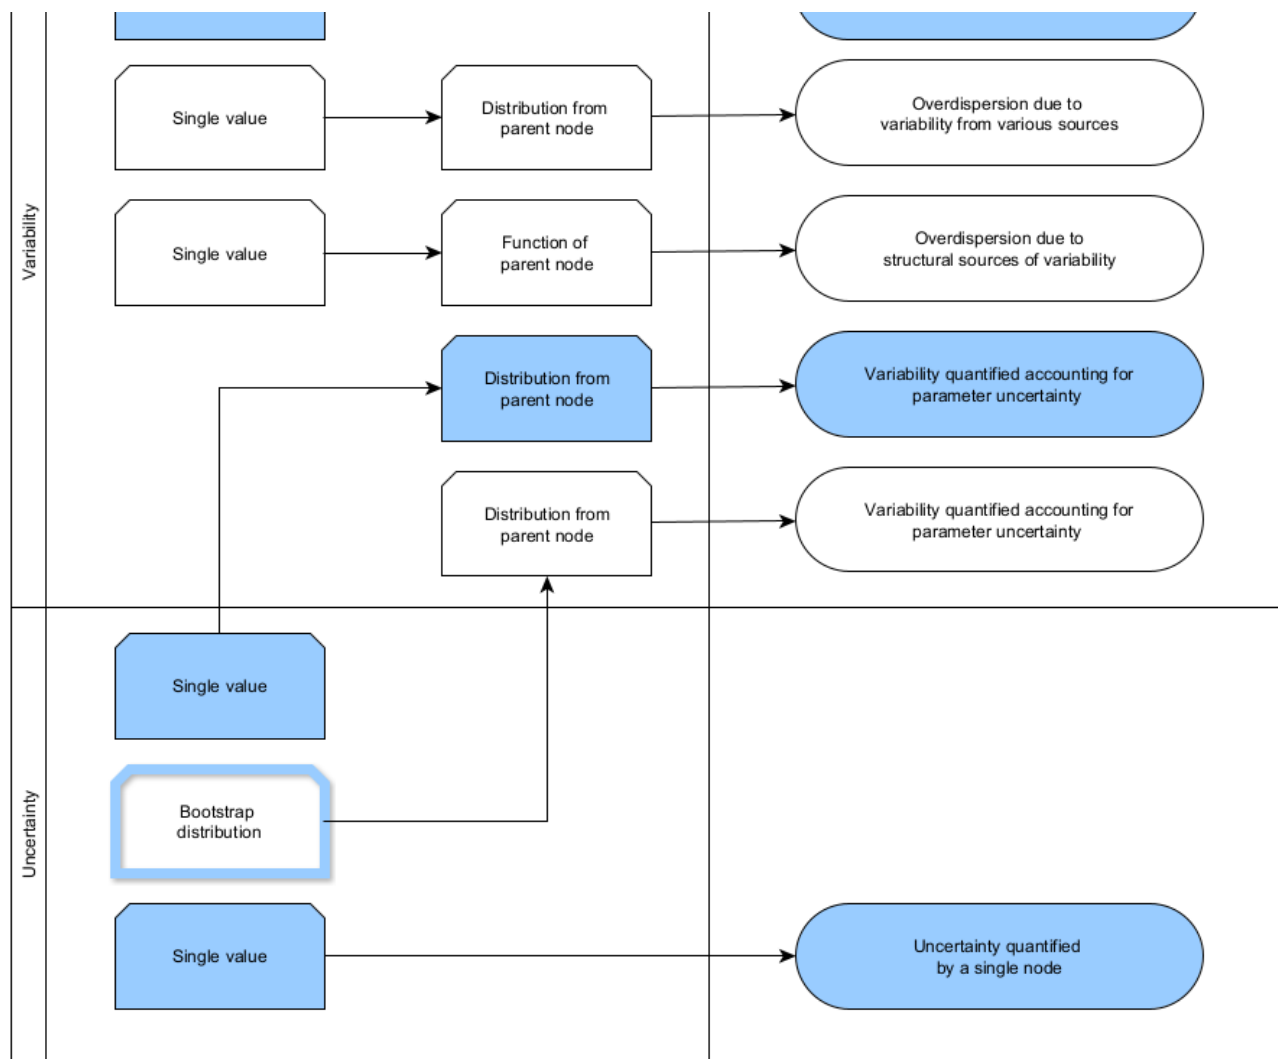 Variability
Single value
Distribution from
parent node
Overdispersion due to
variability from various sources
Single value
Function of
parent node
Overdispersion due to
structural sources of variability
Distribution from
parent node
Variability quantified accounting for
parameter uncertainty
Distribution from
parent node
Variability quantified accounting for
parameter uncertainty
Uncertainty
Single value
Bootstrap
distribution
Single value
Uncertainty quantified
by a single node